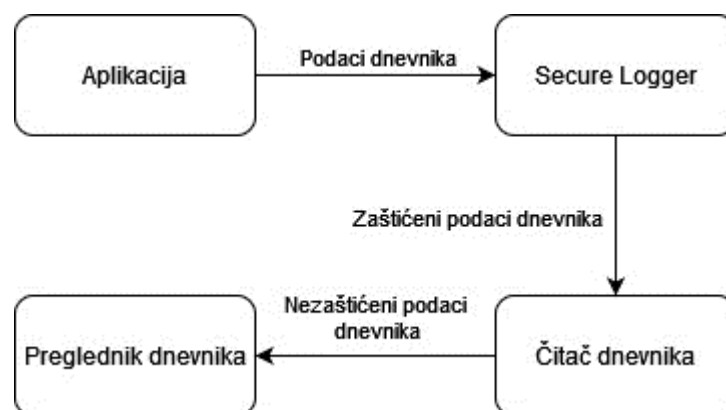 Aplikacija
Podaci dnevnika
Secure Logger
Zaštićeni podaci dnevnika
Preglednik dnevnika
Nezaštićeni podaci
dnevnika
Čitač dnevnika